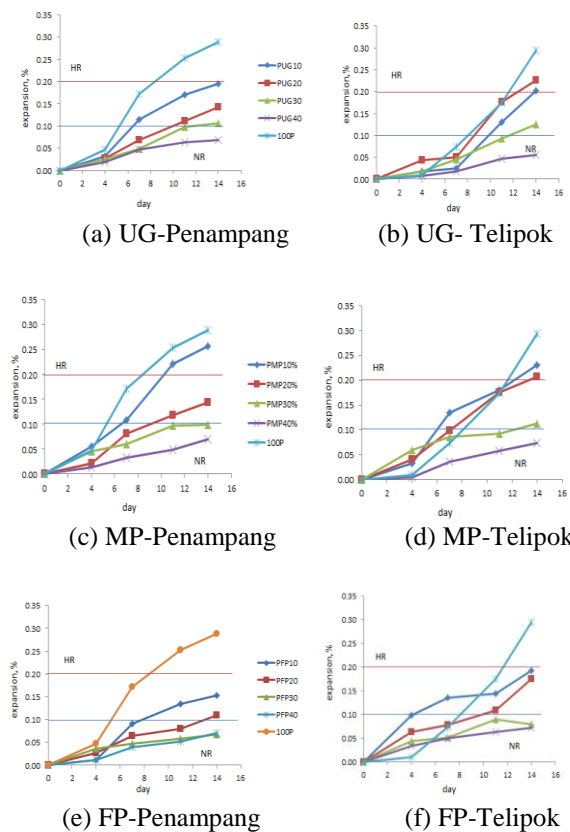 0.35
0.30
0.25
0.20
0.15
0.10
0.05
0.00
expansion, %
HR
NR
0 2 4 6 8 10 12 14 16
day
PUG10
PUG20
PUG30
PUG40
100P
(a) UG-Penampang
0.35
0.30
0.25
0.20
0.15
0.10
0.05
0.00
expansion, %
HR
NR
0 2 4 6 8 10 12 14 16
day
(b) UG- Telipok
0.35
0.30
0.25
0.20
0.15
0.10
0.05
0.00
expansion, %
HR
NR
0 2 4 6 8 10 12 14 16
day
PMP10%
PMP20%
PMP30%
PMP40%
100P
(c) MP-Penampang
0.35
0.30
0.25
0.20
0.15
0.10
0.05
0.00
expansion, %
HR
NR
0 2 4 6 8 10 12 14 16
day
(d) MP-Telipok
0.35
0.30
0.25
0.20
0.15
0.10
0.05
0.00
expansion, %
HR
NR
0 2 4 6 8 10 12 14 16
day
PFP10
PFP20
PFP30
PFP40
100P
(e) FP-Penampang
0.35
0.30
0.25
0.20
0.15
0.10
0.05
0.00
expansion, %
HR
NR
0 2 4 6 8 10 12 14 16
day
(f) FP-Telipok